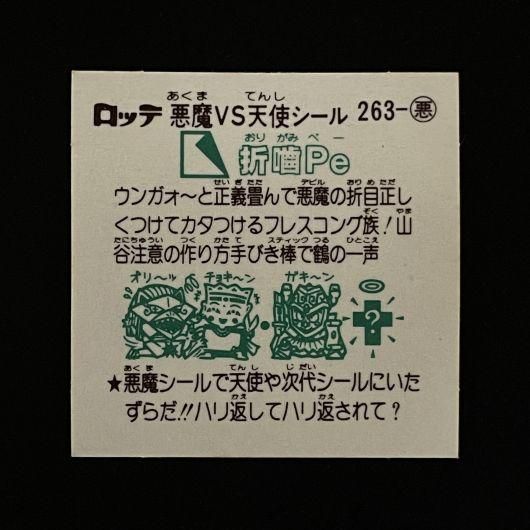 ロッテ 悪魔VS天使シール 263-悪
折嚙Pe
ウンガォ〜と正義畳んで悪魔の折目正し
くつけてカタつけるフレスコング族!山
谷注意の作り方手びき棒で鶴の一声
オリ〜ル チョキ〜ン ガキ〜ン
?
★悪魔シールで天使や次代シールにいた
ずらだ!!ハリ返してハリ返されて?